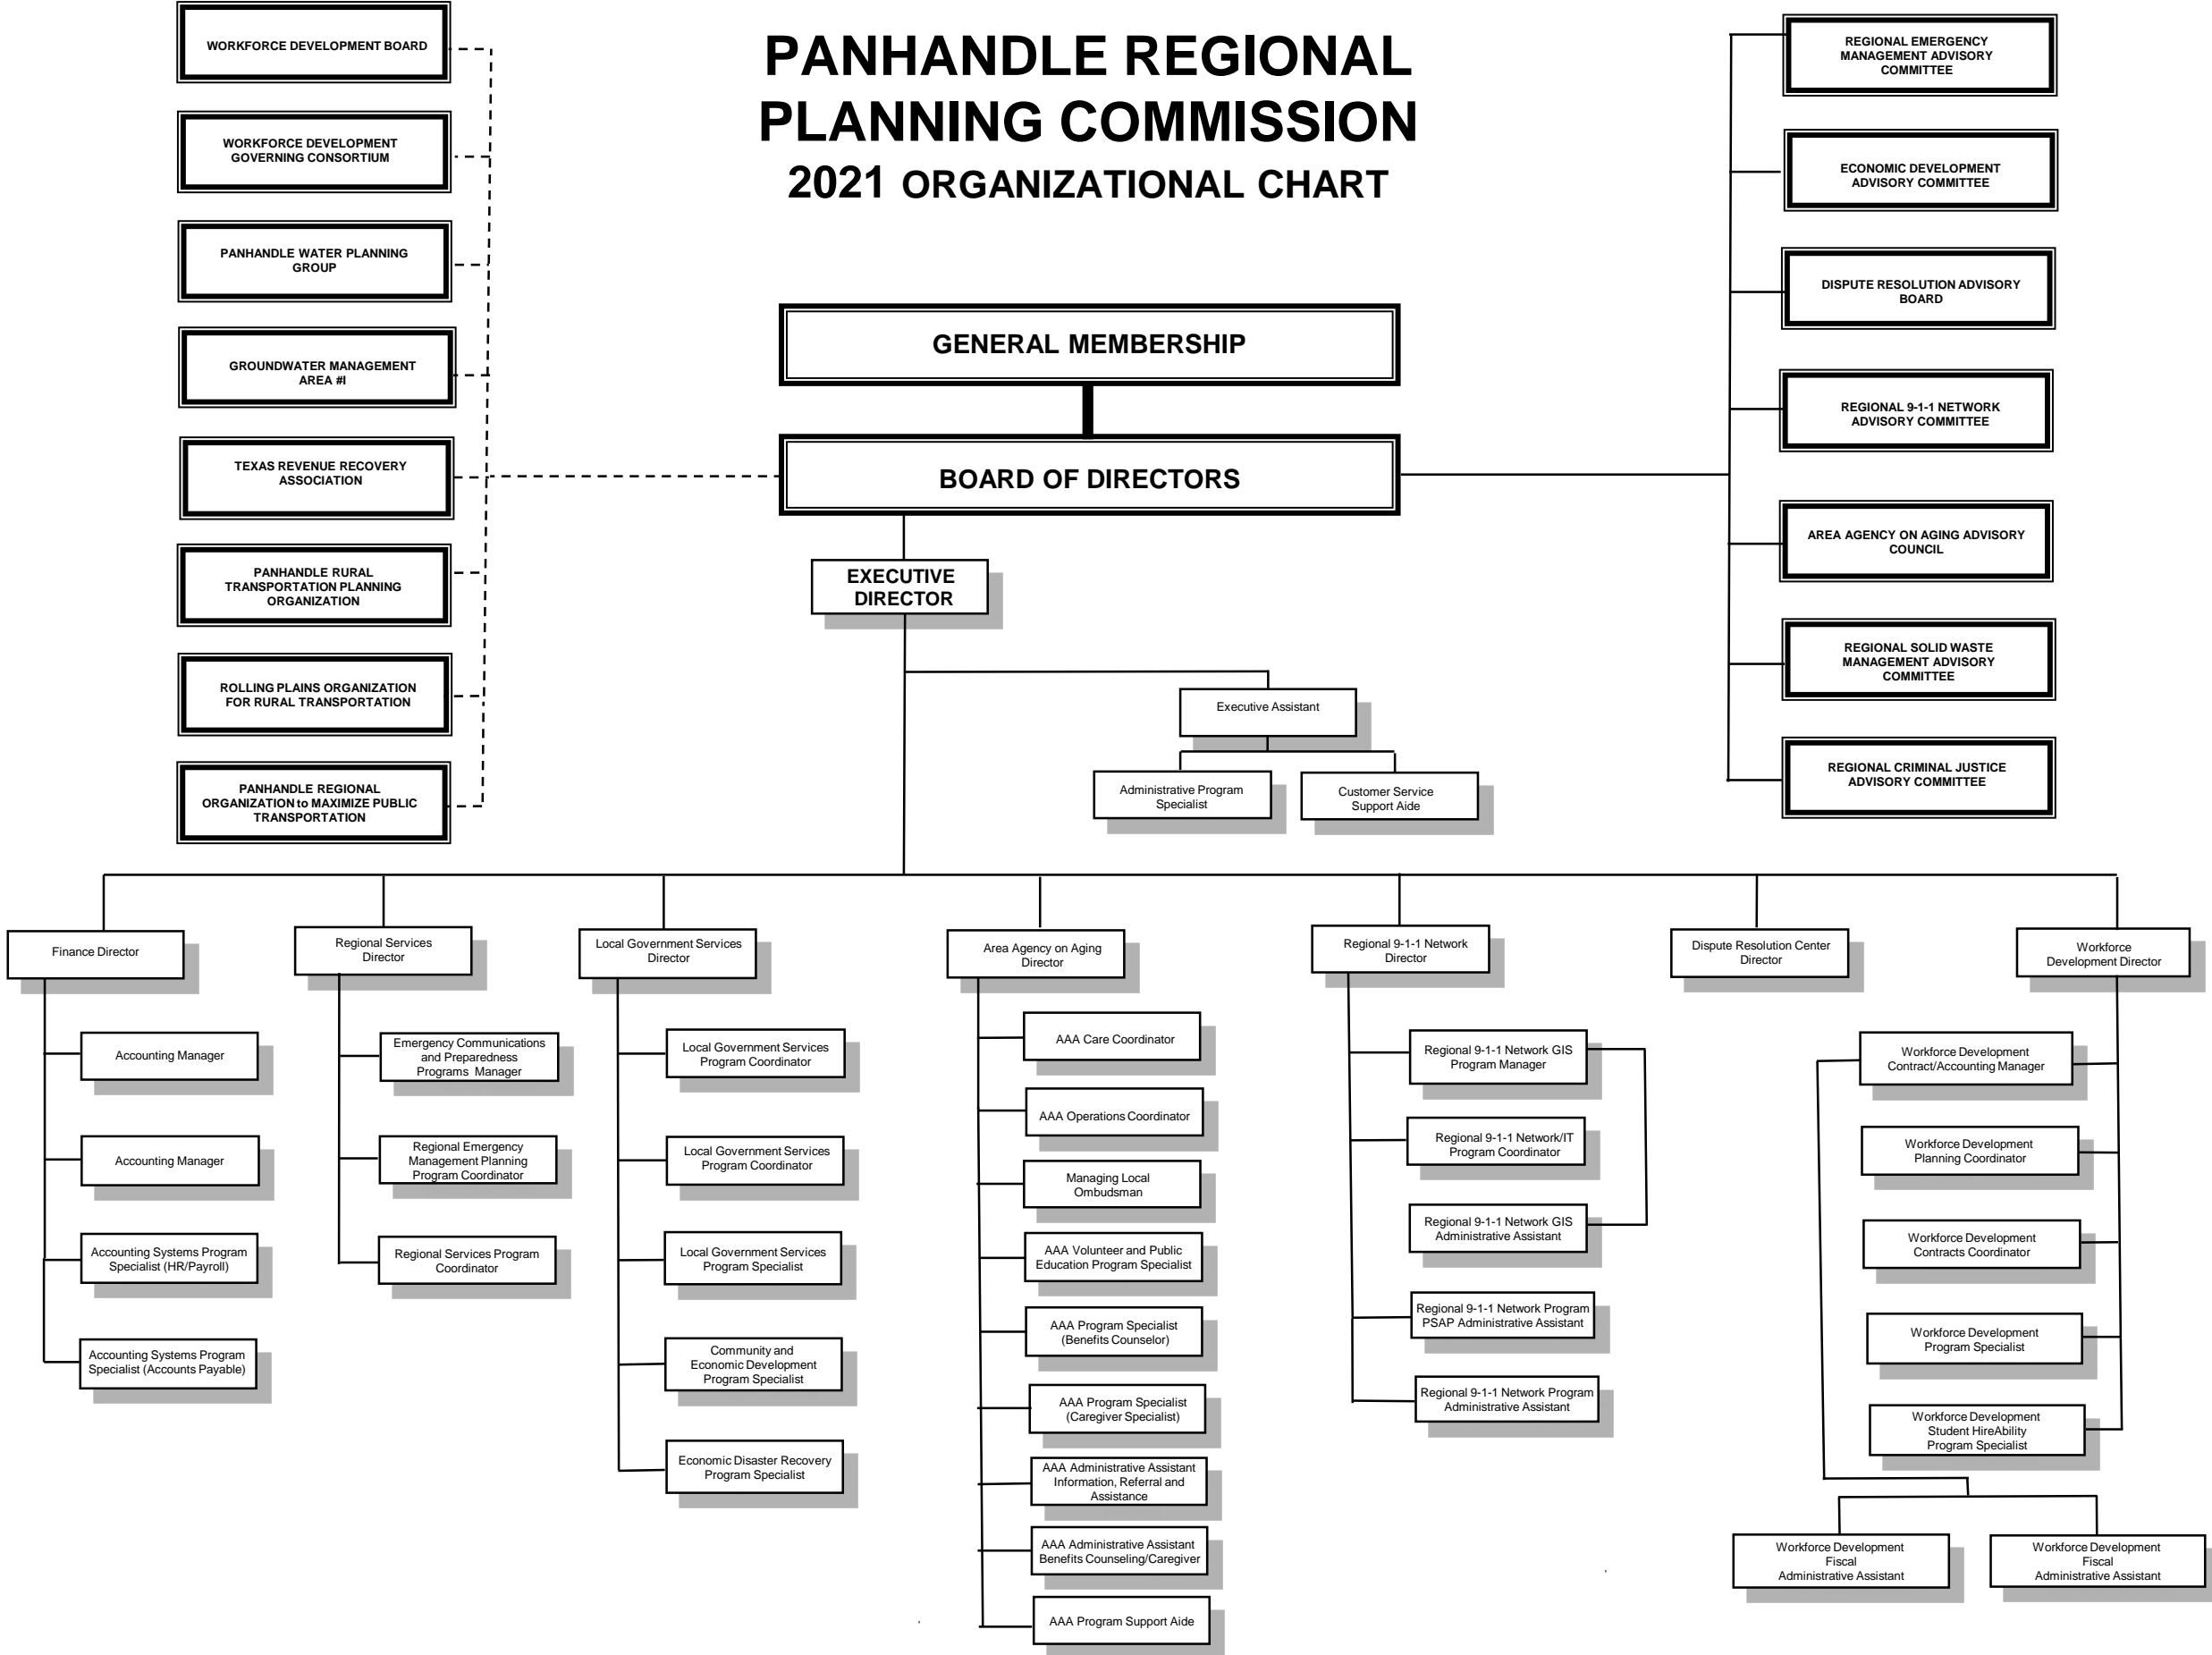 PANHANDLE REGIONAL
PLANNING COMMISSION
2021 ORGANIZATIONAL CHART
WORKFORCE DEVELOPMENT BOARD
WORKFORCE DEVELOPMENT
GOVERNING CONSORTIUM
PANHANDLE WATER PLANNING
GROUP
GROUNDWATER MANAGEMENT
AREA #I
TEXAS REVENUE RECOVERY
ASSOCIATION
PANHANDLE RURAL
TRANSPORTATION PLANNING
ORGANIZATION
ROLLING PLAINS ORGANIZATION
FOR RURAL TRANSPORTATION
PANHANDLE REGIONAL
ORGANIZATION to MAXIMIZE PUBLIC
TRANSPORTATION
GENERAL MEMBERSHIP
BOARD OF DIRECTORS
EXECUTIVE
DIRECTOR
Executive Assistant
Administrative Program
Specialist
Customer Service
Support Aide
REGIONAL EMERGENCY
MANAGEMENT ADVISORY
COMMITTEE
ECONOMIC DEVELOPMENT
ADVISORY COMMITTEE
DISPUTE RESOLUTION ADVISORY
BOARD
REGIONAL 9-1-1 NETWORK
ADVISORY COMMITTEE
AREA AGENCY ON AGING ADVISORY
COUNCIL
REGIONAL SOLID WASTE
MANAGEMENT ADVISORY
COMMITTEE
REGIONAL CRIMINAL JUSTICE
ADVISORY COMMITTEE
Finance Director
Accounting Manager
Accounting Manager
Accounting Systems Program
Specialist (HR/Payroll)
Accounting Systems Program
Specialist (Accounts Payable)
Regional Services
Director
Emergency Communications
and Preparedness
Programs Manager
Regional Emergency
Management Planning
Program Coordinator
Regional Services Program
Coordinator
Local Government Services
Director
Local Government Services
Program Coordinator
Local Government Services
Program Coordinator
Local Government Services
Program Specialist
Community and
Economic Development
Program Specialist
Economic Disaster Recovery
Program Specialist
Area Agency on Aging
Director
AAA Care Coordinator
AAA Operations Coordinator
Managing Local
Ombudsman
AAA Volunteer and Public
Education Program Specialist
AAA Program Specialist
(Benefits Counselor)
AAA Program Specialist
(Caregiver Specialist)
AAA Administrative Assistant
Information, Referral and
Assistance
AAA Administrative Assistant
Benefits Counseling/Caregiver
AAA Program Support Aide
Regional 9-1-1 Network
Director
Regional 9-1-1 Network GIS
Program Manager
Regional 9-1-1 Network/IT
Program Coordinator
Regional 9-1-1 Network GIS
Administrative Assistant
Regional 9-1-1 Network Program
PSAP Administrative Assistant
Regional 9-1-1 Network Program
Administrative Assistant
Dispute Resolution Center
Director
Workforce
Development Director
Workforce Development
Contract/Accounting Manager
Workforce Development
Planning Coordinator
Workforce Development
Contracts Coordinator
Workforce Development
Program Specialist
Workforce Development
Student HireAbility
Program Specialist
Workforce Development
Fiscal
Administrative Assistant
Workforce Development
Fiscal
Administrative Assistant